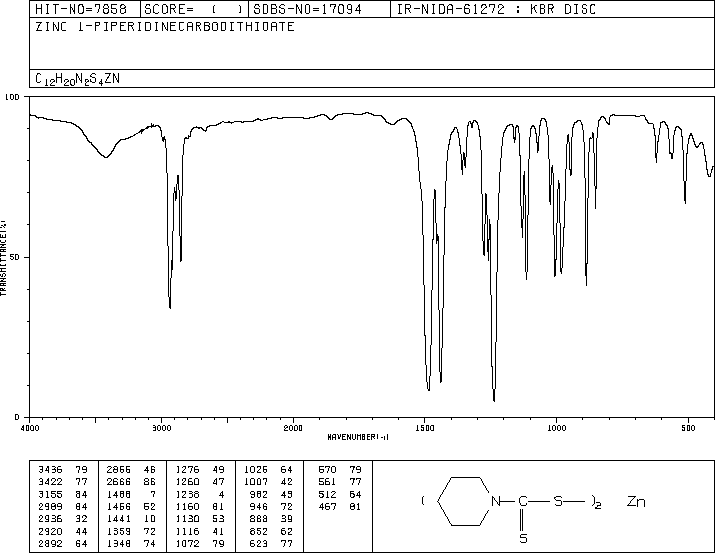 HIT-NO=7858 SCORE= ( ) SDBS-NO=17094 IR-NIDA-61272 : KBR DISC
ZINC 1-PIPERIDINECARBODITHIOATE
C12H20N2S4ZN
100
50
0
TRANSMITTANCE(%)
4000 3000 2000 1500 1000 500
WAVENUMBER(-1)
3436 79 2866 46 1276 49 1026 64 670 79
3422 77 2666 86 1260 47 1007 42 561 77
3155 84 1488 7 1238 4 982 43 512 64
2989 84 1456 52 1160 81 946 72 467 81
2936 32 1441 10 1130 53 888 39
2920 44 1359 72 1116 41 852 62
2892 64 1348 74 1072 79 623 77
( N C S )2 Zn
S